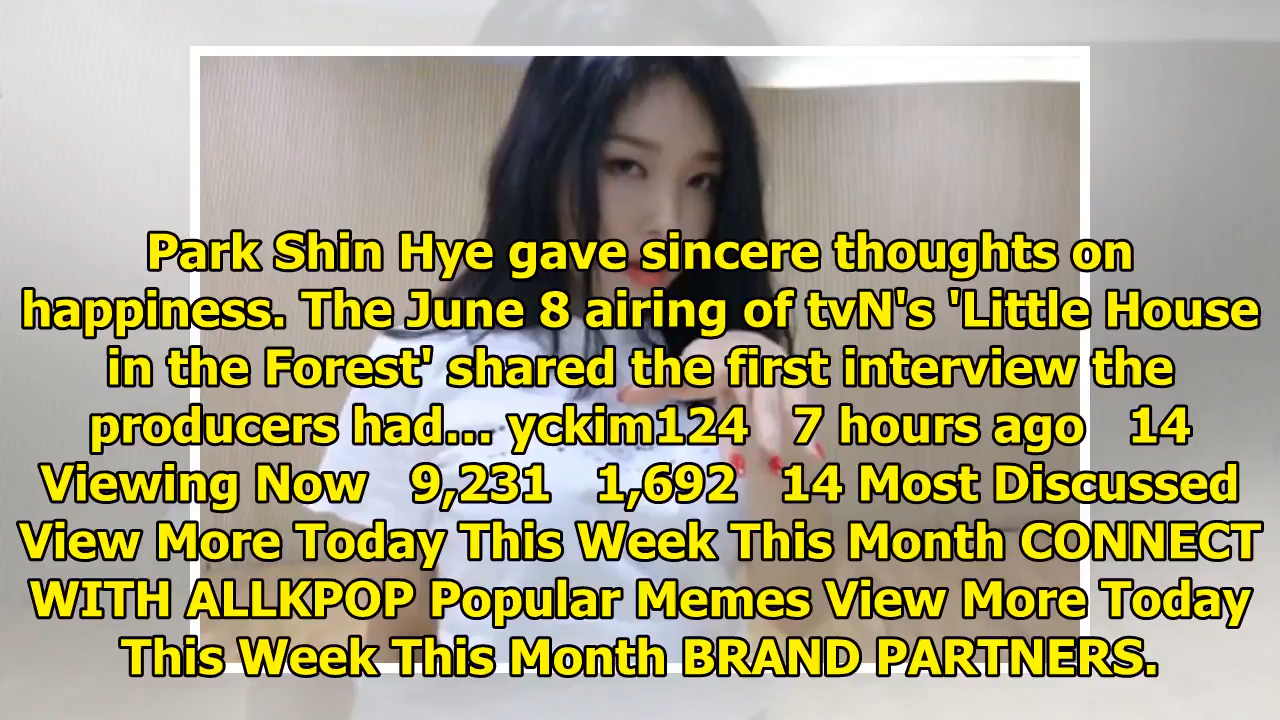 Park Shin Hye gave sincere thoughts on
happiness. The June 8 airing of tvN's 'Little House
in the Forest' shared the first interview the
producers had... yckim124 7 hours ago 14
Viewing Now 9,231 1,692 14 Most Discussed
View More Today This Week This Month CONNECT
WITH ALLKPOP Popular Memes View More Today
This Week This Month BRAND PARTNERS.